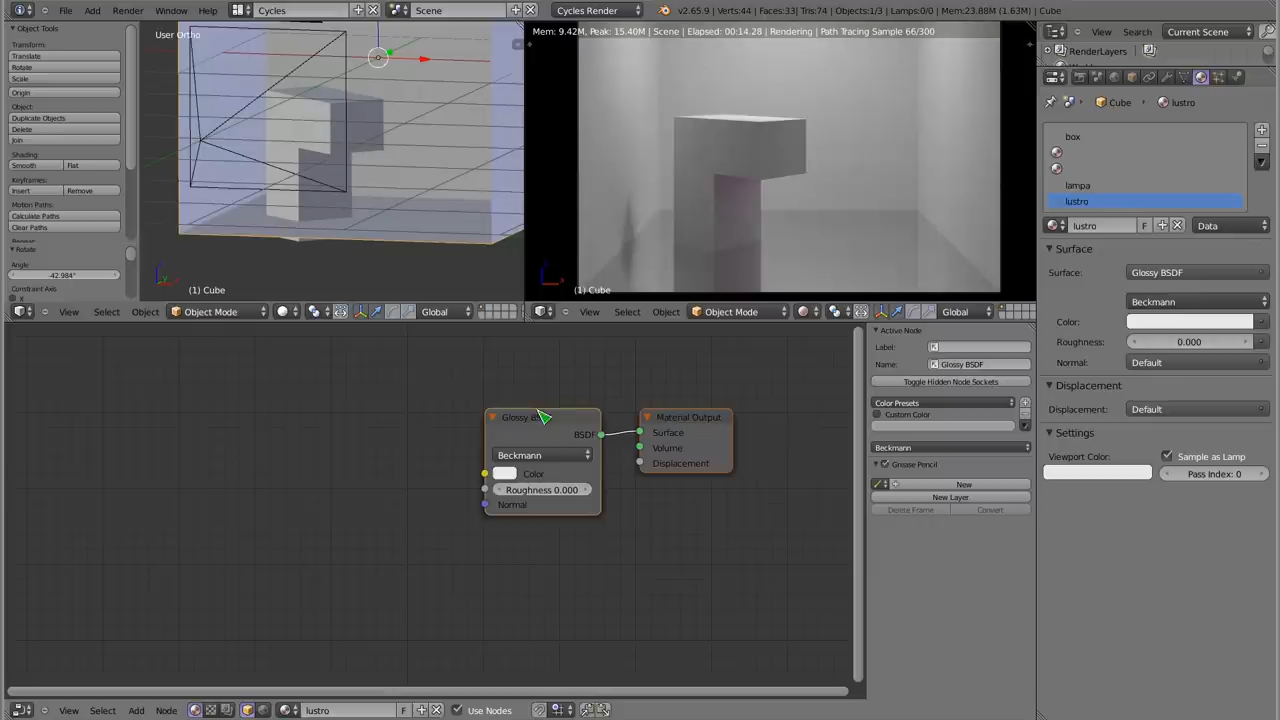 File
Add
Render
Window
Help
Cycles
Scene
Cycles Render
v2.65.9 | Verts:44 | Faces:33| Tris:74 | Objects:1/3 | Lamps:0/0 | Mem:23.88M (1.63M) | Cube
Object Tools
Transform:
Translate
Rotate
Scale
Origin
Object:
Duplicate Objects
Delete
Join
Shading:
Smooth
Flat
Keyframes:
Insert
Remove
Motion Paths:
Calculate Paths
Clear Paths
Rotate
Angle
-42.984°
Constraint Axis
X
User Ortho
(1) Cube
Mem: 9.42M, Peak: 15.40M | Scene | Elapsed: 00:14.28 | Rendering | Path Tracing Sample 66/300
(1) Cube
View
Select
Object
Object Mode
Global
View
Select
Object
Object Mode
Global
Glossy BSDF
BSDF
Beckmann
Color
Roughness 0.000
Normal
Material Output
Surface
Volume
Displacement
Active Node
Label:
Name:
Glossy BSDF
Toggle Hidden Node Sockets
Color Presets
Custom Color
Beckmann
Grease Pencil
New
New Layer
Delete Frame
Convert
View
Select
Add
Node
lustro
F
Use Nodes
View
Search
Current Scene
RenderLayers
Cube
lustro
box
lampa
lustro
lustro
F
Data
Surface
Surface:
Glossy BSDF
Beckmann
Color:
Roughness:
0.000
Normal:
Default
Displacement
Displacement:
Default
Settings
Viewport Color:
Sample as Lamp
Pass Index: 0